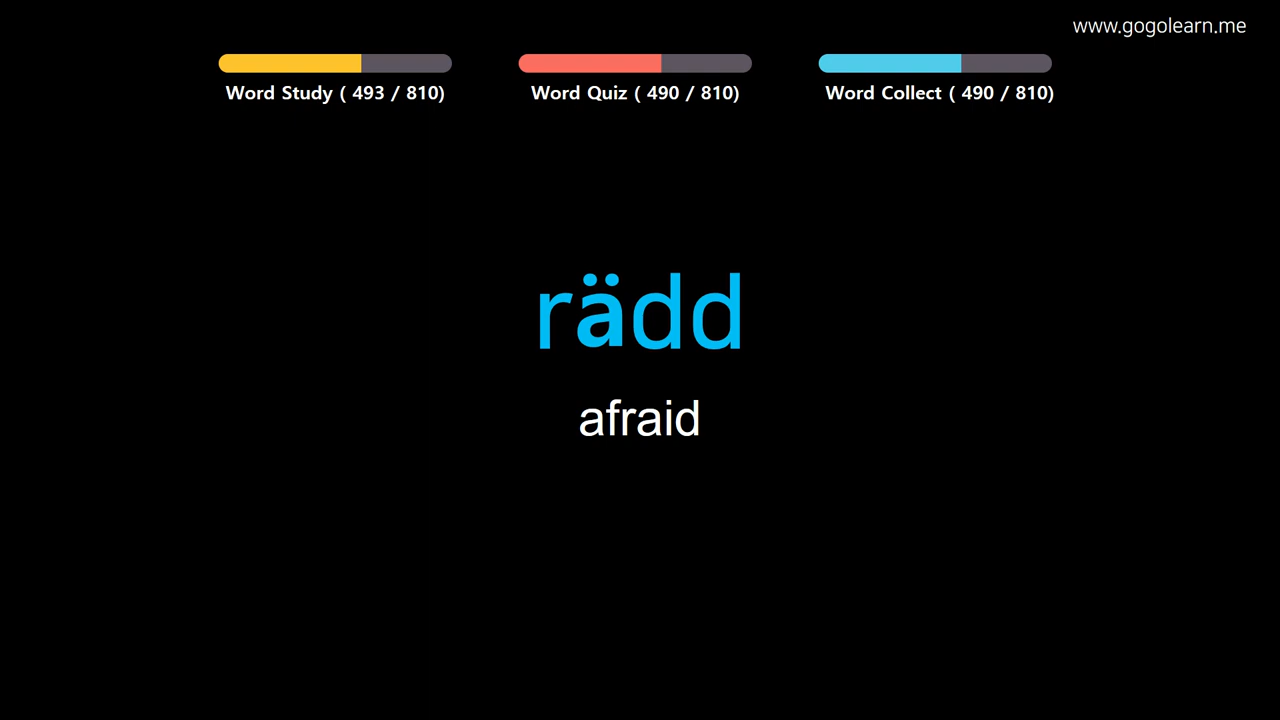 www.gogolearn.me
Word Study ( 493 / 810)
Word Quiz ( 490 / 810)
Word Collect ( 490 / 810)
rädd
afraid